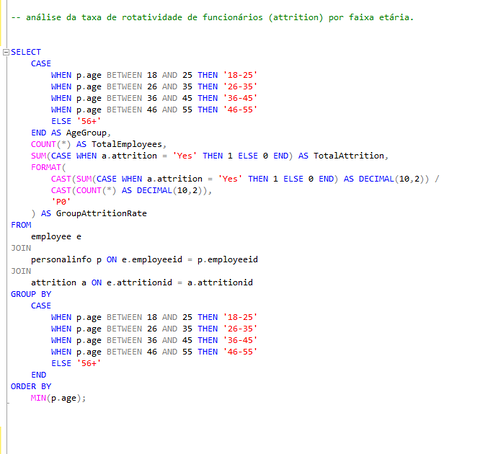 -- análise da taxa de rotatividade de funcionários (attrition) por faixa etária.
SELECT
CASE
WHEN p.age BETWEEN 18 AND 25 THEN '18-25'
WHEN p.age BETWEEN 26 AND 35 THEN '26-35'
WHEN p.age BETWEEN 36 AND 45 THEN '36-45'
WHEN p.age BETWEEN 46 AND 55 THEN '46-55'
ELSE '56+'
END AS AgeGroup,
COUNT(*) AS TotalEmployees,
SUM(CASE WHEN a.attrition = 'Yes' THEN 1 ELSE 0 END) AS TotalAttrition,
FORMAT(
CAST(SUM(CASE WHEN a.attrition = 'Yes' THEN 1 ELSE 0 END) AS DECIMAL(10,2)) /
CAST(COUNT(*) AS DECIMAL(10,2)),
'P0'
) AS GroupAttritionRate
FROM
employee e
JOIN
personalinfo p ON e.employeeid = p.employeeid
JOIN
attrition a ON e.attritionid = a.attritionid
GROUP BY
CASE
WHEN p.age BETWEEN 18 AND 25 THEN '18-25'
WHEN p.age BETWEEN 26 AND 35 THEN '26-35'
WHEN p.age BETWEEN 36 AND 45 THEN '36-45'
WHEN p.age BETWEEN 46 AND 55 THEN '46-55'
ELSE '56+'
END
ORDER BY
MIN(p.age);